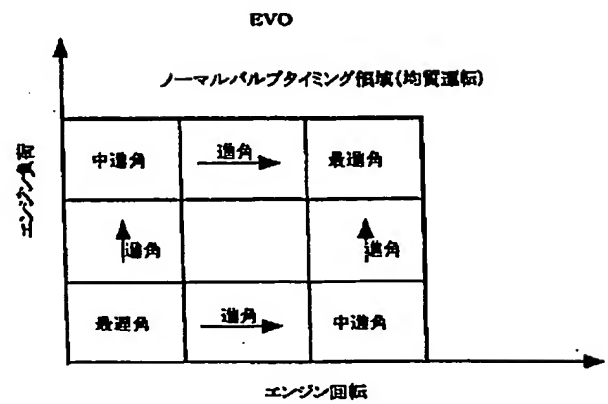 EVO
ノーマルバルブタイミング領域(均質運転)
エンジン負荷
中進角
進角
最進角
進角
進角
最遅角
進角
中進角
エンジン回転